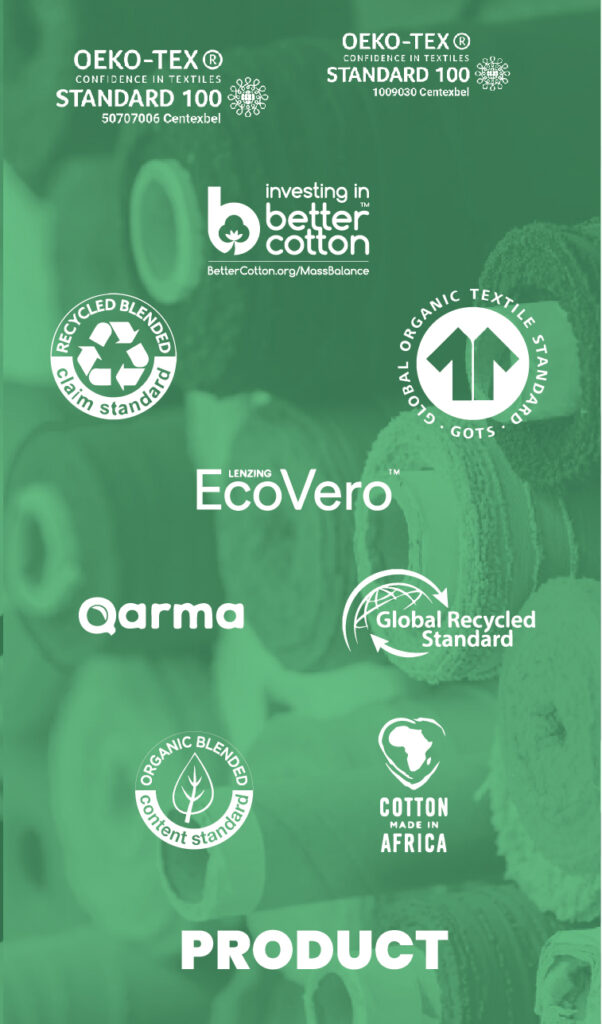 OEKO-TEX®
CONFIDENCE IN TEXTILES
STANDARD 100
50707006 Centexbel
OEKO-TEX®
CONFIDENCE IN TEXTILES
STANDARD 100
1009030 Centexbel
investing in
better™
cotton
BetterCotton.org/MassBalance
RECYCLED BLENDED
claim standard
GLOBAL ORGANIC TEXTILE STANDARD
· GOTS ·
LENZING
EcoVero™
Qarma
Global Recycled
Standard
ORGANIC BLENDED
content standard
COTTON
MADE IN
AFRICA
PRODUCT